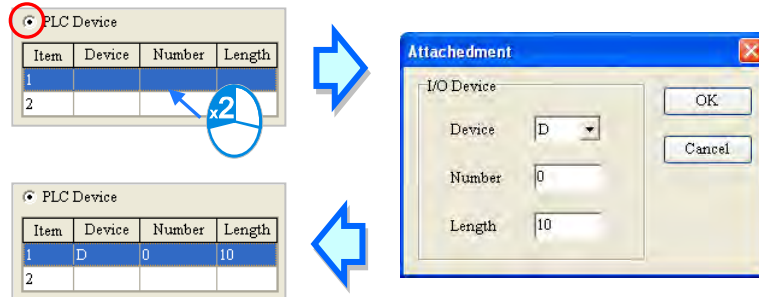 PLC Device
Item Device Number Length
1
2
x2
Attachedment
I/O Device
Device D
Number 0
Length 10
OK
Cancel
PLC Device
Item Device Number Length
1 D 0 10
2